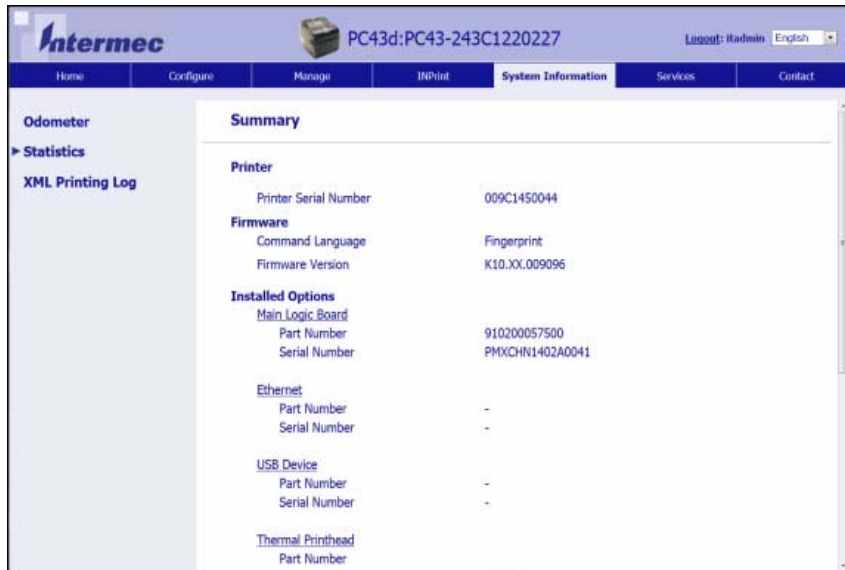 Intermec
PC43d:PC43-243C1220227
Logout: itadmin English
Home Configure Manage INPrint System Information Services Contact
Odometer
Statistics
XML Printing Log
Summary
Printer
Printer Serial Number 009C1450044
Firmware
Command Language Fingerprint
Firmware Version K10.XX.009096
Installed Options
Main Logic Board
Part Number 910200057500
Serial Number PMXCHN1402A0041
Ethernet
Part Number -
Serial Number -
USB Device
Part Number -
Serial Number -
Thermal Printhead
Part Number